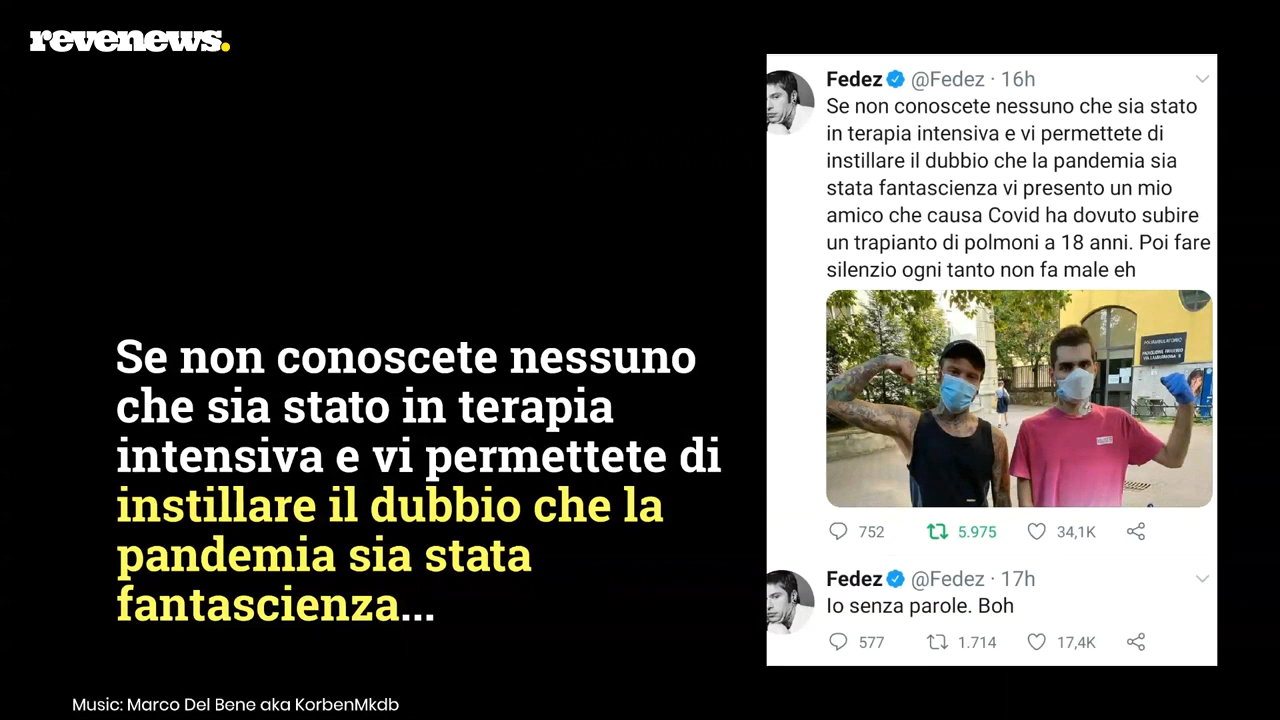 revenews.
Se non conoscete nessuno
che sia stato in terapia
intensiva e vi permettete di
instillare il dubbio che la
pandemia sia stata
fantascienza...
Fedez @Fedez · 16h
Se non conoscete nessuno che sia stato
in terapia intensiva e vi permettete di
instillare il dubbio che la pandemia sia
stata fantascienza vi presento un mio
amico che causa Covid ha dovuto subire
un trapianto di polmoni a 18 anni. Poi fare
silenzio ogni tanto non fa male eh
752 5.975 34,1K
Fedez @Fedez · 17h
Io senza parole. Boh
577 1.714 17,4K
Music: Marco Del Bene aka KorbenMkdb